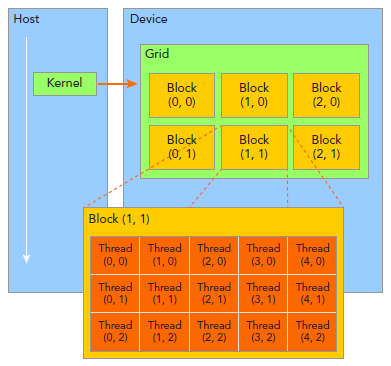 Host
Device
Grid
Kernel
Block
(0, 0)
Block
(1, 0)
Block
(2, 0)
Block
(0, 1)
Block
(1, 1)
Block
(2, 1)
Block (1, 1)
Thread
(0, 0)
Thread
(1, 0)
Thread
(2, 0)
Thread
(3, 0)
Thread
(4, 0)
Thread
(0, 1)
Thread
(1, 1)
Thread
(2, 1)
Thread
(3, 1)
Thread
(4, 1)
Thread
(0, 2)
Thread
(1, 2)
Thread
(2, 2)
Thread
(3, 2)
Thread
(4, 2)